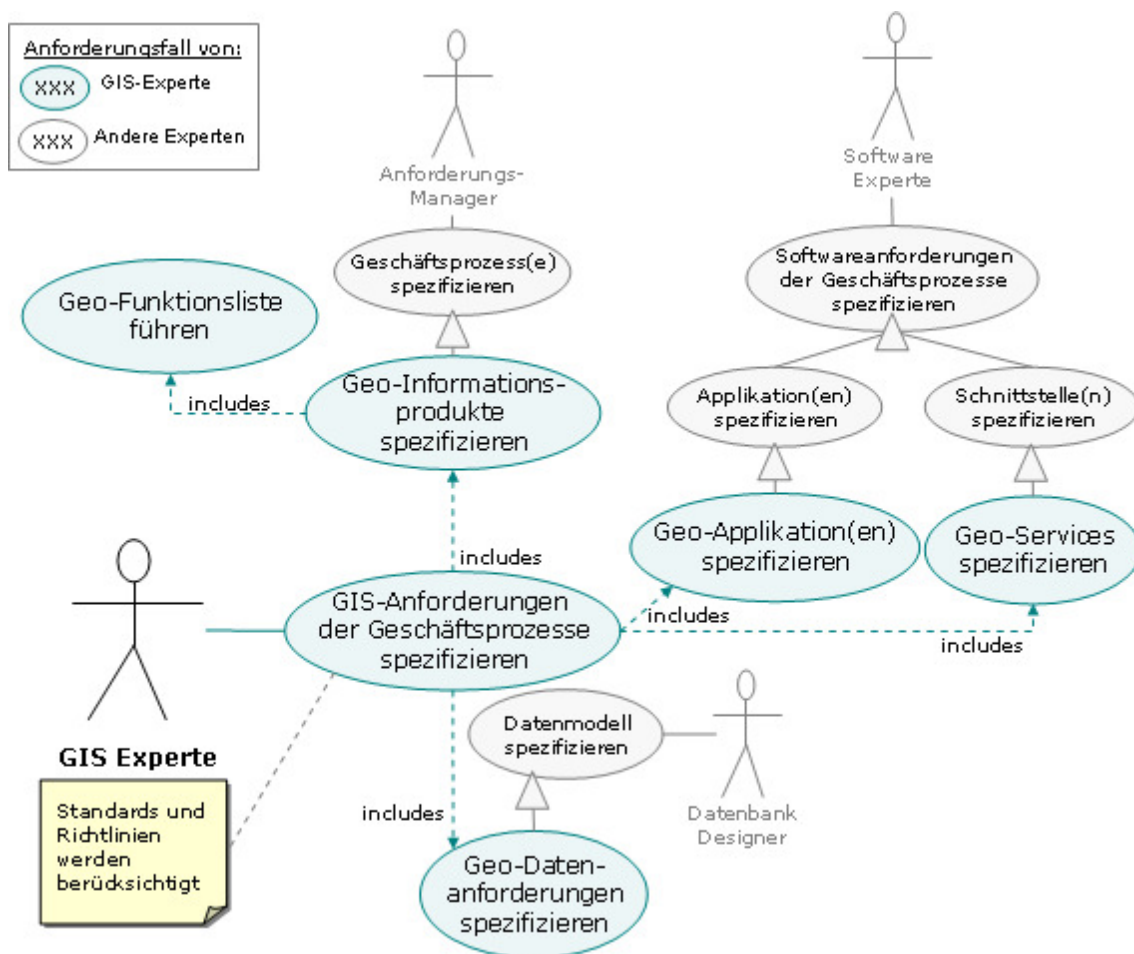 Anforderungsfall von:
xxx GIS-Experte
xxx Andere Experten
Anforderungs-
Manager
Software
Experte
Geschäftsprozess(e)
spezifizieren
Softwareanforderungen
der Geschäftsprozesse
spezifizieren
Geo-Funktionsliste
führen
includes
Geo-Informations-
produkte
spezifizieren
Applikation(en)
spezifizieren
Schnittstelle(n)
spezifizieren
Geo-Applikation(en)
spezifizieren
Geo-Services
spezifizieren
includes
GIS-Anforderungen
der Geschäftsprozesse
spezifizieren
includes
includes
GIS Experte
Datenmodell
spezifizieren
Datenbank
Designer
Standards und
Richtlinien
werden
berücksichtigt
includes
Geo-Daten-
anforderungen
spezifizieren